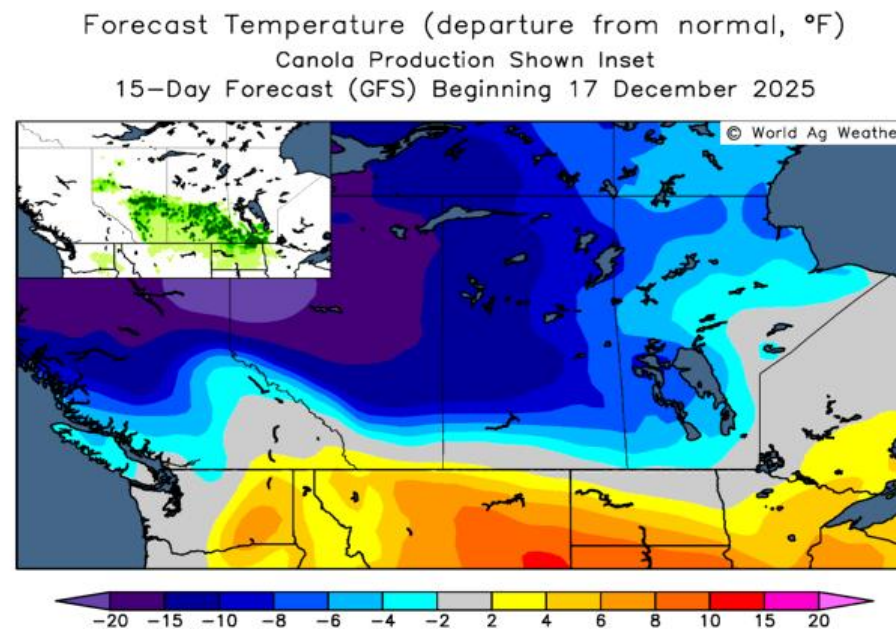 Forecast Temperature (departure from normal, °F)
Canola Production Shown Inset
15-Day Forecast (GFS) Beginning 17 December 2025
© World Ag Weathe
-20 -15 -10 -8 -6 -4 -2 2 4 6 8 10 15 20